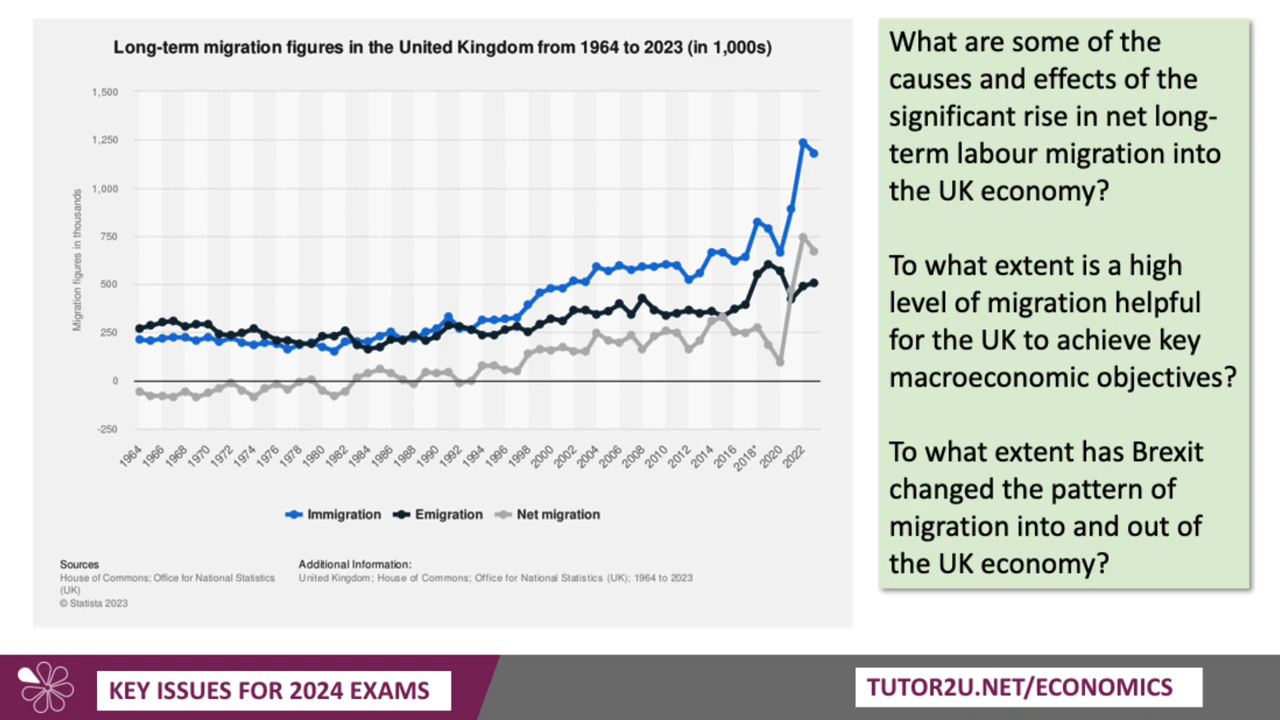 Long-term migration figures in the United Kingdom from 1964 to 2023 (in 1,000s)
1,500
1,250
1,000
750
500
250
0
-250
Migration figures in thousands
1964
1966
1968
1970
1972
1974
1976
1978
1980
1982
1984
1986
1988
1990
1992
1994
1996
1998
2000
2002
2004
2006
2008
2010
2012
2014
2016
2018*
2020
2022
Immigration
Emigration
Net migration
Sources
House of Commons; Office for National Statistics
(UK)
© Statista 2023
Additional Information:
United Kingdom; House of Commons; Office for National Statistics (UK); 1964 to 2023
What are some of the
causes and effects of the
significant rise in net long-
term labour migration into
the UK economy?
To what extent is a high
level of migration helpful
for the UK to achieve key
macroeconomic objectives?
To what extent has Brexit
changed the pattern of
migration into and out of
the UK economy?
KEY ISSUES FOR 2024 EXAMS
TUTOR2U.NET/ECONOMICS